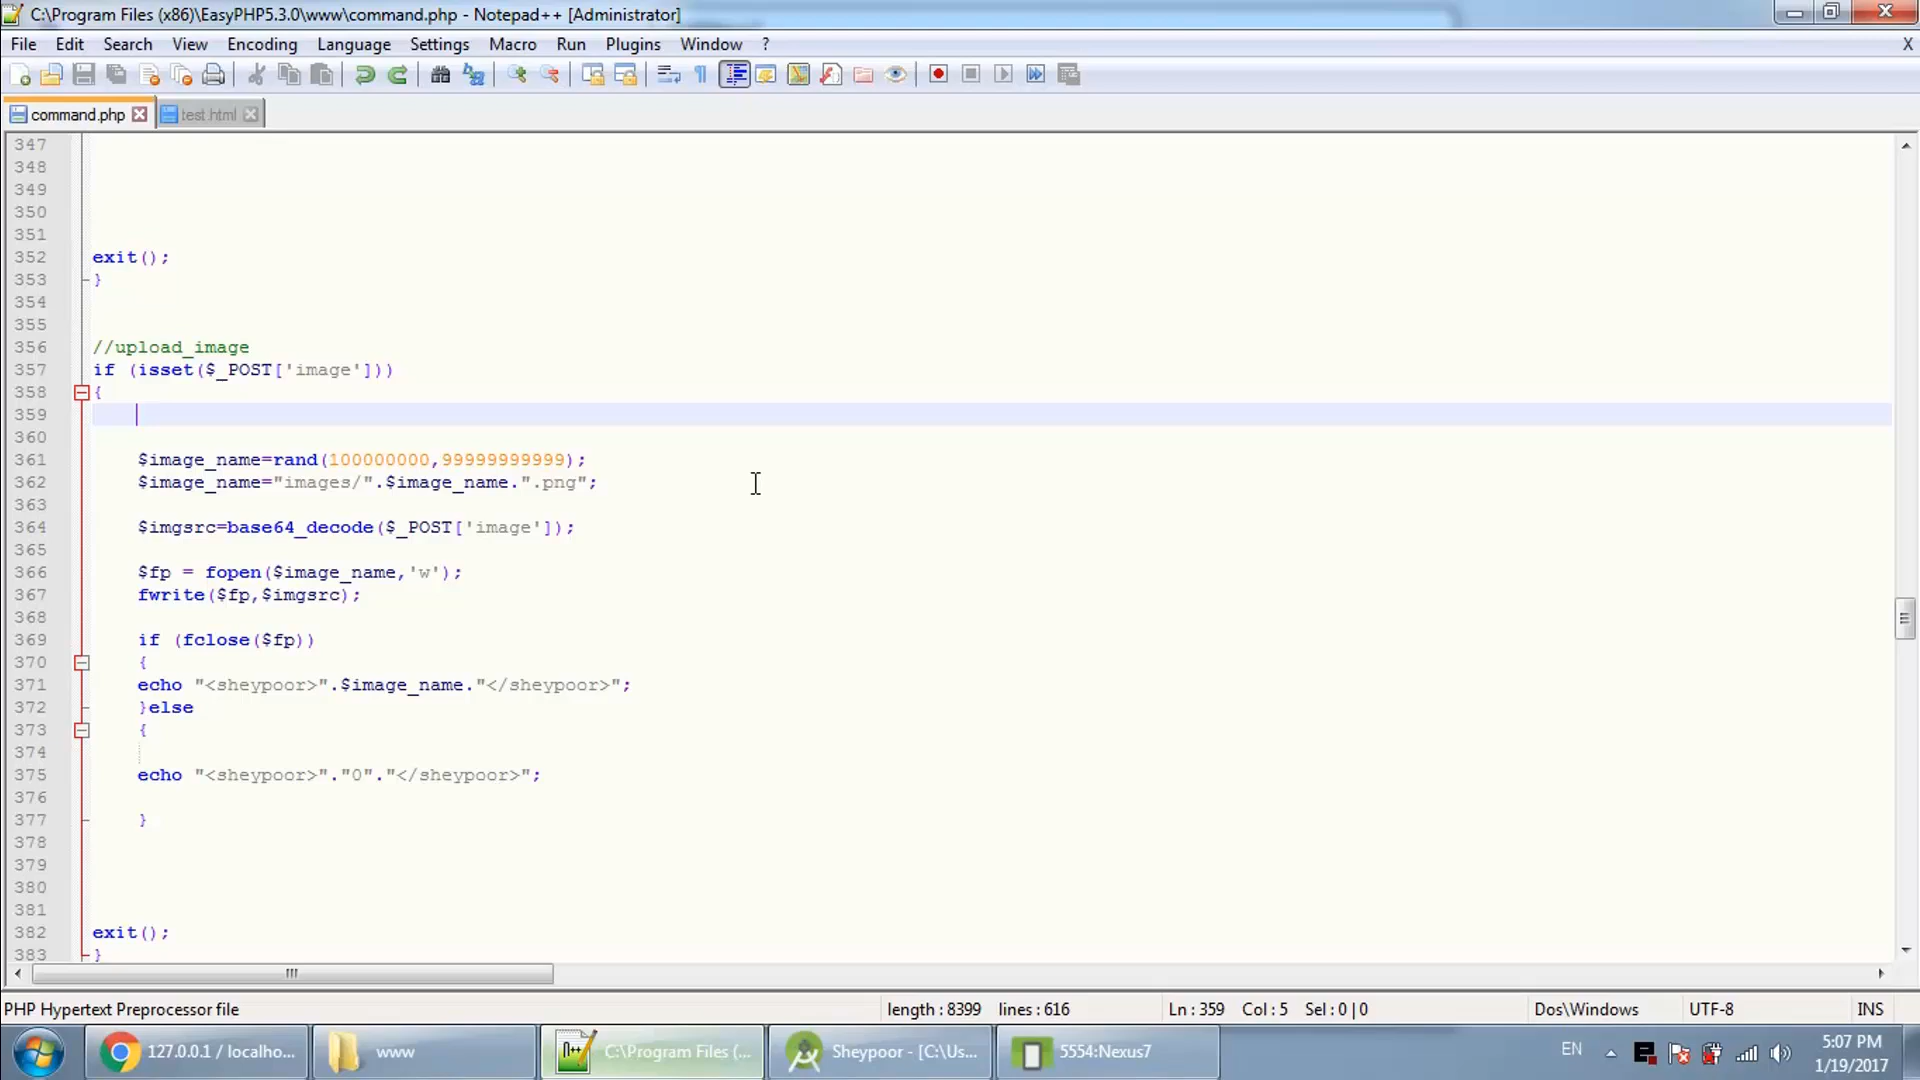 C:\Program Files (x86)\EasyPHP5.3.0\www\command.php - Notepad++ [Administrator]
File Edit Search View Encoding Language Settings Macro Run Plugins Window ? X
command.php test.html
347
348
349
350
351
352 exit();
353 }
354
355
356 //upload_image
357 if (isset($_POST['image']))
358 {
359
360
361 $image_name=rand(100000000,99999999999);
362 $image_name="images/".$image_name.".png";
363
364 $imgsrc=base64_decode($_POST['image']);
365
366 $fp = fopen($image_name,'w');
367 fwrite($fp,$imgsrc);
368
369 if (fclose($fp))
370 {
371 echo "<sheypoor>".$image_name."</sheypoor>";
372 }else
373 {
374
375 echo "<sheypoor>"."0"."</sheypoor>";
376
377 }
378
379
380
381
382 exit();
383 }
PHP Hypertext Preprocessor file length : 8399 lines : 616 Ln : 359 Col : 5 Sel : 0 | 0 Dos\Windows UTF-8 INS
127.0.0.1 / localho... www C:\Program Files (... Sheypoor - [C:\Us... 5554:Nexus7 EN 5:07 PM
1/19/2017